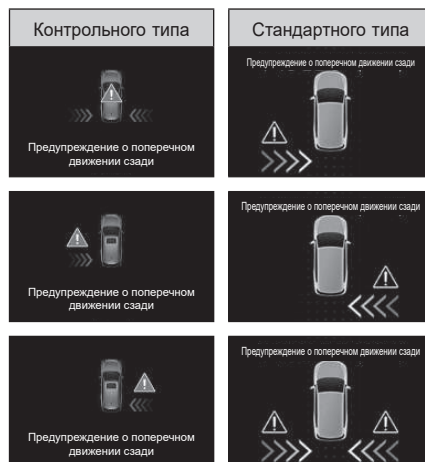 Контрольного типа
Стандартного типа
Предупреждение о поперечном
движении сзади
Предупреждение о поперечном движении сзади
Предупреждение о поперечном
движении сзади
Предупреждение о поперечном движении сзади
Предупреждение о поперечном
движении сзади
Предупреждение о поперечном движении сзади